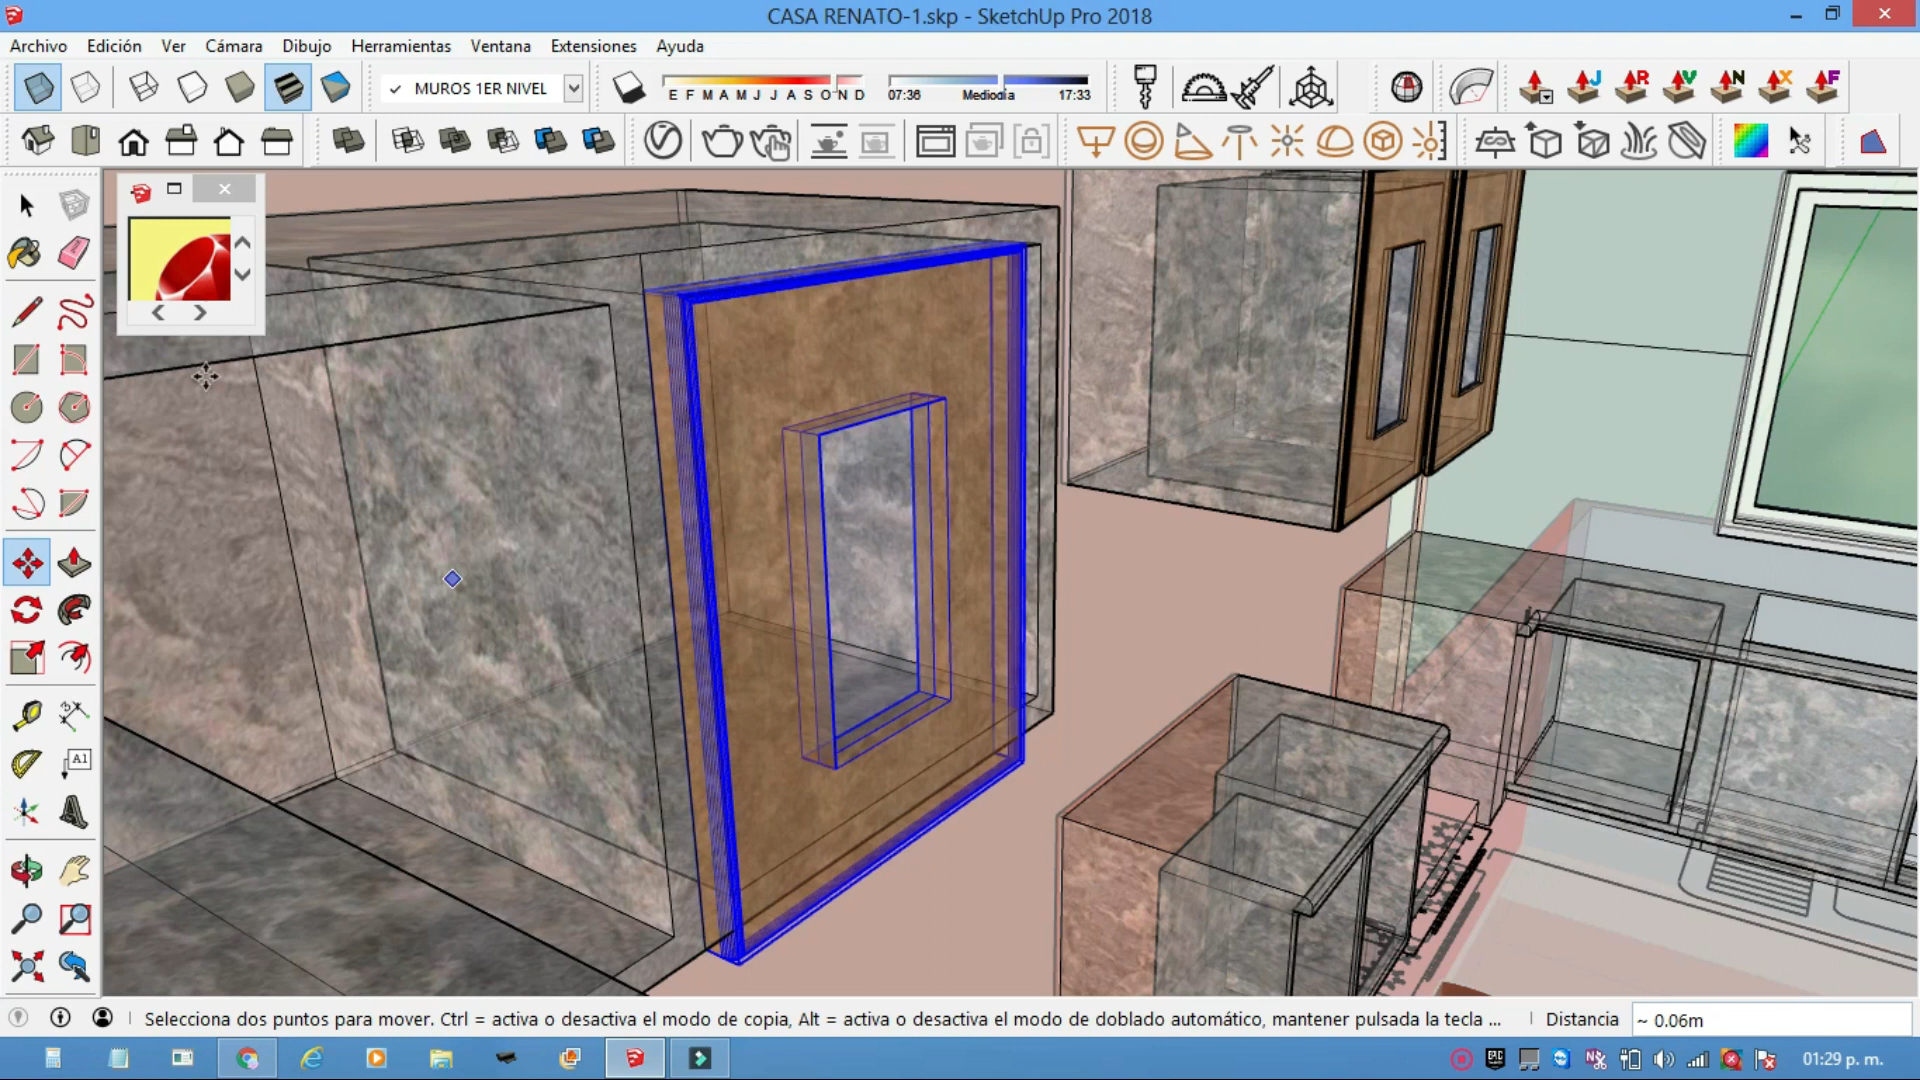 CASA RENATO-1.skp - SketchUp Pro 2018
Archivo Edición Ver Cámara Dibujo Herramientas Ventana Extensiones Ayuda
MUROS 1ER NIVEL
E F M A M J J A S O N D
07:36 Mediodía 17:33
J R V N X F
A1
Selecciona dos puntos para mover. Ctrl = activa o desactiva el modo de copia, Alt = activa o desactiva el modo de doblado automático, mantener pulsada la tecla ...
Distancia ~ 0.06m
01:29 p. m.